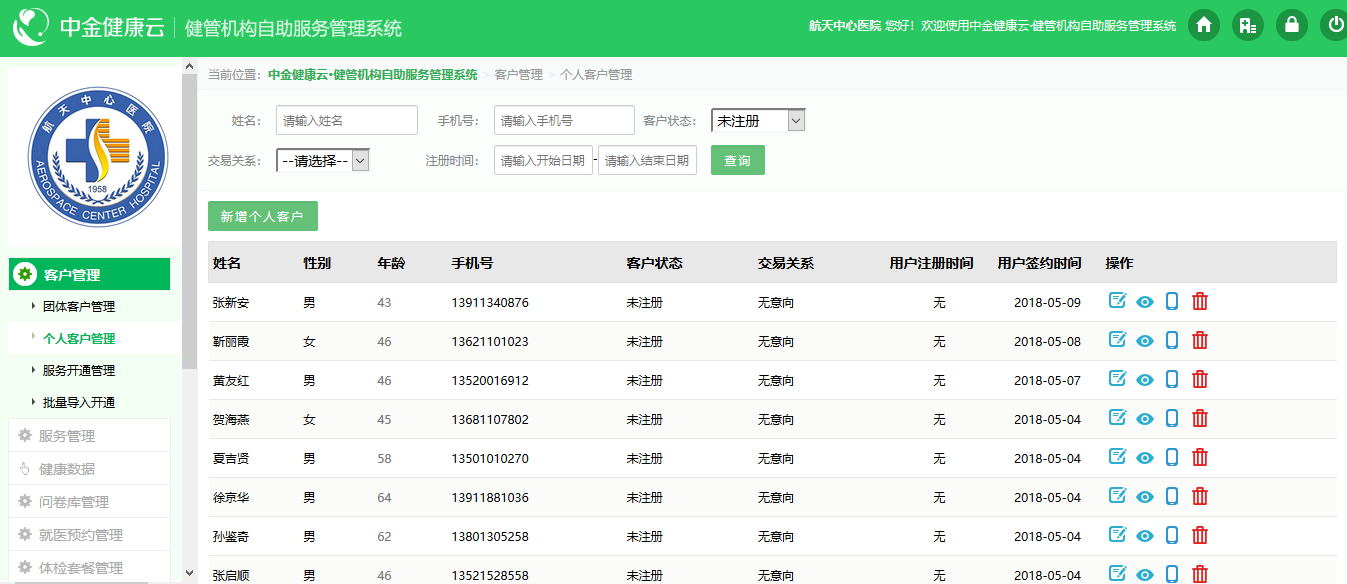 中金健康云 健管机构自助服务管理系统
航天中心医院 您好！欢迎使用中金健康云·健管机构自助服务管理系统
航天中心医院
1958
AEROSPACE CENTER HOSPITAL
客户管理
团体客户管理
个人客户管理
服务开通管理
批量导入开通
服务管理
健康数据
问卷库管理
就医预约管理
体检套餐管理
当前位置： 中金健康云·健管机构自助服务管理系统 > 客户管理 > 个人客户管理
姓名： 请输入姓名 手机号： 请输入手机号 客户状态： 未注册
交易关系： --请选择-- 注册时间： 请输入开始日期 - 请输入结束日期 查询
新增个人客户
姓名 性别 年龄 手机号 客户状态 交易关系 用户注册时间 用户签约时间 操作
张新安 男 43 13911340876 未注册 无意向 无 2018-05-09
靳丽霞 女 46 13621101023 未注册 无意向 无 2018-05-08
黄友红 男 46 13520016912 未注册 无意向 无 2018-05-07
贺海燕 女 45 13681107802 未注册 无意向 无 2018-05-04
夏吉贤 男 58 13501010270 未注册 无意向 无 2018-05-04
徐京华 男 64 13911881036 未注册 无意向 无 2018-05-04
孙鉴奇 男 62 13801305258 未注册 无意向 无 2018-05-04
张启顺 男 46 13521528558 未注册 无意向 无 2018-05-04